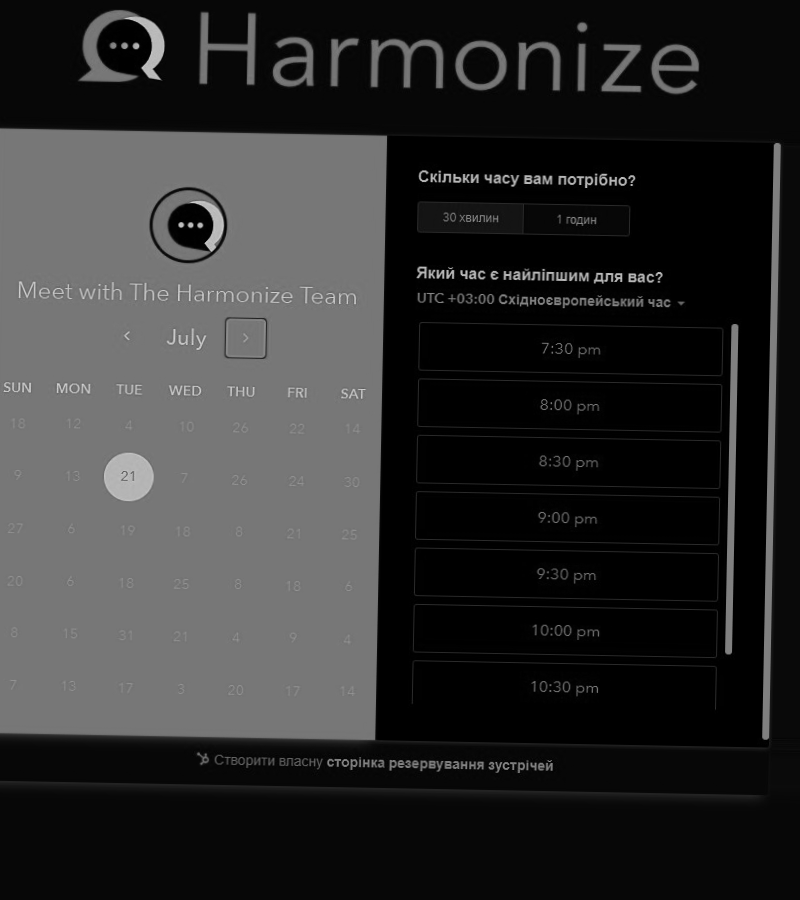 Harmonize
Meet with The Harmonize Team
July
SUN MON TUE WED THU FRI SAT
18 12 4 10 26 22 14
9 13 21 7 26 24 30
27 6 19 18 8 21 25
20 6 18 25 8 18 6
8 15 31 21 4 9 4
7 13 17 3 20 17 14
Скільки часу вам потрібно?
30 хвилин 1 годин
Який час є найліпшим для вас?
UTC +03:00 Східноєвропейський час
7:30 pm
8:00 pm
8:30 pm
9:00 pm
9:30 pm
10:00 pm
10:30 pm
Створити власну сторінка резервування зустрічей